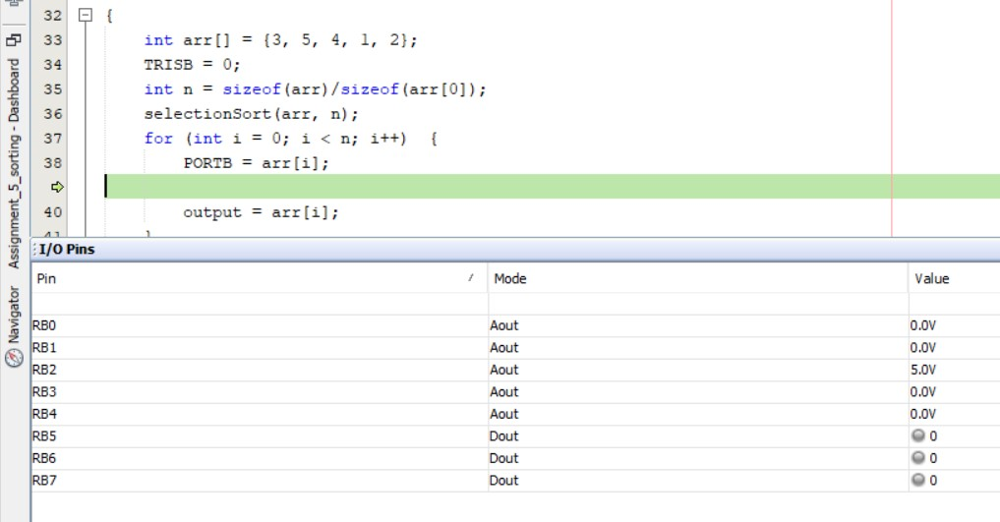 32 {
33 int arr[] = {3, 5, 4, 1, 2};
34 TRISB = 0;
35 int n = sizeof(arr)/sizeof(arr[0]);
36 selectionSort(arr, n);
37 for (int i = 0; i < n; i++) {
38 PORTB = arr[i];
40 output = arr[i];
41 }
Assignment_5_sorting - Dashboard
Navigator
I/O Pins
Pin / Mode Value
RB0 Aout 0.0V
RB1 Aout 0.0V
RB2 Aout 5.0V
RB3 Aout 0.0V
RB4 Aout 0.0V
RB5 Dout 0
RB6 Dout 0
RB7 Dout 0